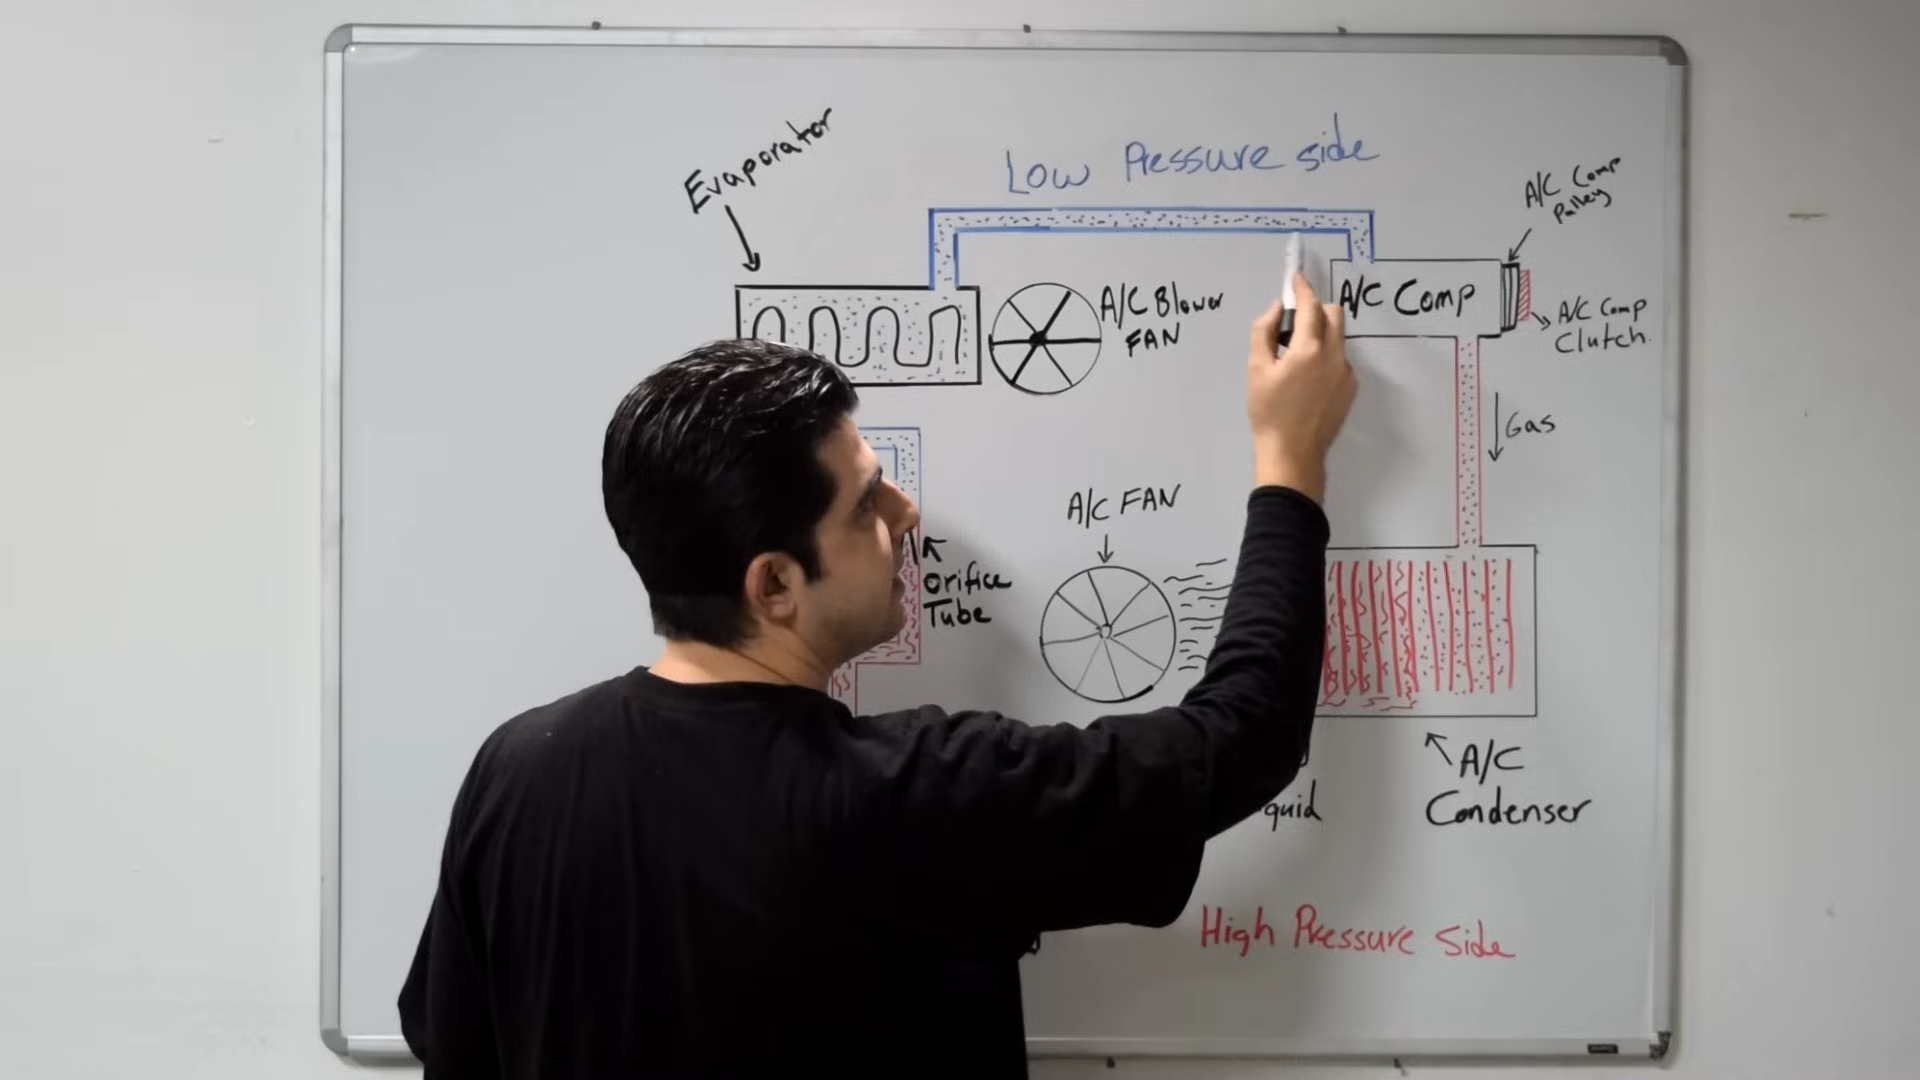 Evaporator
Low Pressure side
A/C Comp
Pulley
A/C Blower
FAN
A/C Comp
A/C Comp
Clutch.
Gas
A/C FAN
Orifice
Tube
A/C
Condenser
quid
High Pressure Side